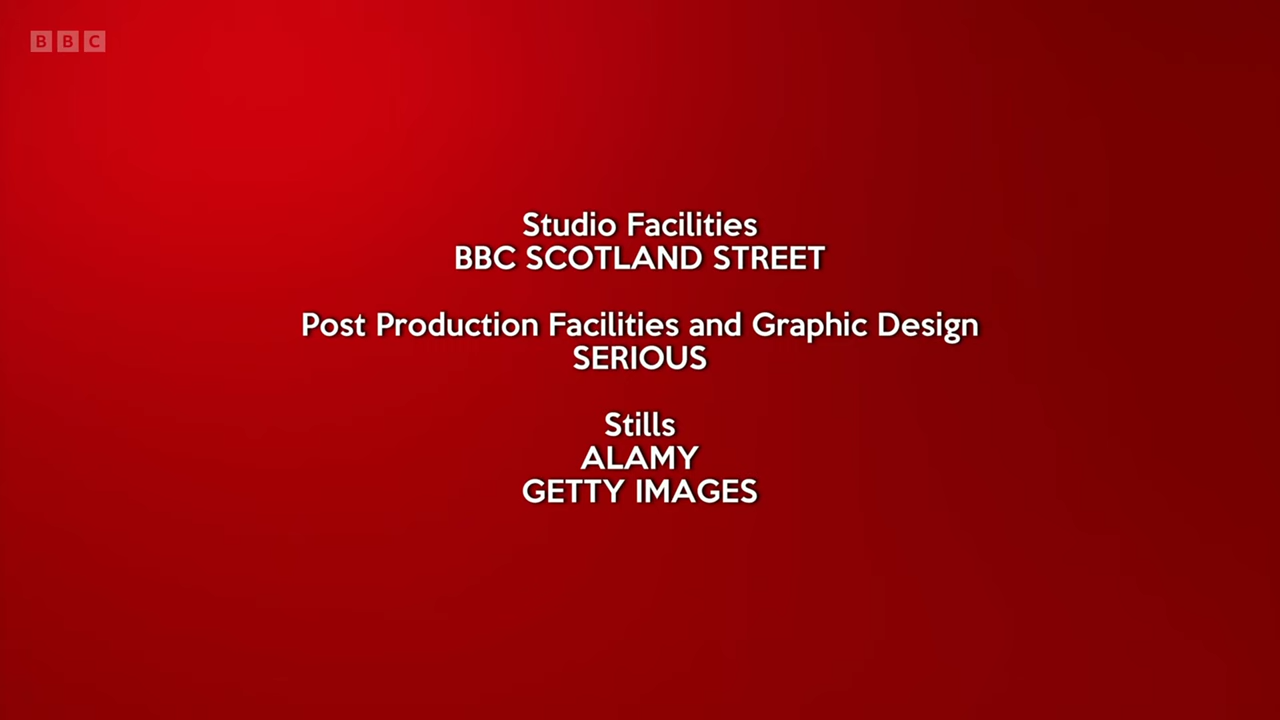 BBC
Studio Facilities
BBC SCOTLAND STREET
Post Production Facilities and Graphic Design
SERIOUS
Stills
ALAMY
GETTY IMAGES